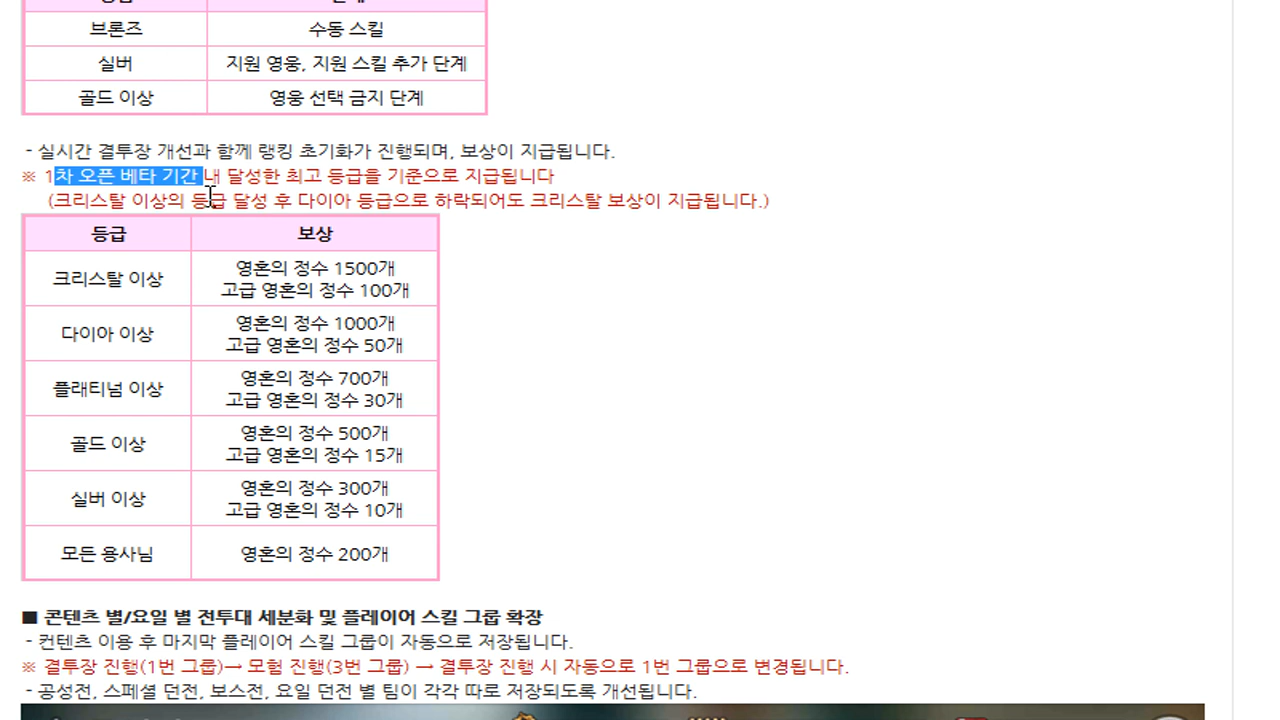 브론즈 수동 스킬
실버 지원 영웅, 지원 스킬 추가 단계
골드 이상 영웅 선택 금지 단계
- 실시간 결투장 개선과 함께 랭킹 초기화가 진행되며, 보상이 지급됩니다.
※ 1차 오픈 베타 기간 내 달성한 최고 등급을 기준으로 지급됩니다
(크리스탈 이상의 등급 달성 후 다이아 등급으로 하락되어도 크리스탈 보상이 지급됩니다.)
등급 보상
크리스탈 이상 영혼의 정수 1500개
고급 영혼의 정수 100개
다이아 이상 영혼의 정수 1000개
고급 영혼의 정수 50개
플래티넘 이상 영혼의 정수 700개
고급 영혼의 정수 30개
골드 이상 영혼의 정수 500개
고급 영혼의 정수 15개
실버 이상 영혼의 정수 300개
고급 영혼의 정수 10개
모든 용사님 영혼의 정수 200개
■ 콘텐츠 별/요일 별 전투대 세분화 및 플레이어 스킬 그룹 확장
- 컨텐츠 이용 후 마지막 플레이어 스킬 그룹이 자동으로 저장됩니다.
※ 결투장 진행(1번 그룹)→ 모험 진행(3번 그룹) → 결투장 진행 시 자동으로 1번 그룹으로 변경됩니다.
- 공성전, 스페셜 던전, 보스전, 요일 던전 별 팀이 각각 따로 저장되도록 개선됩니다.